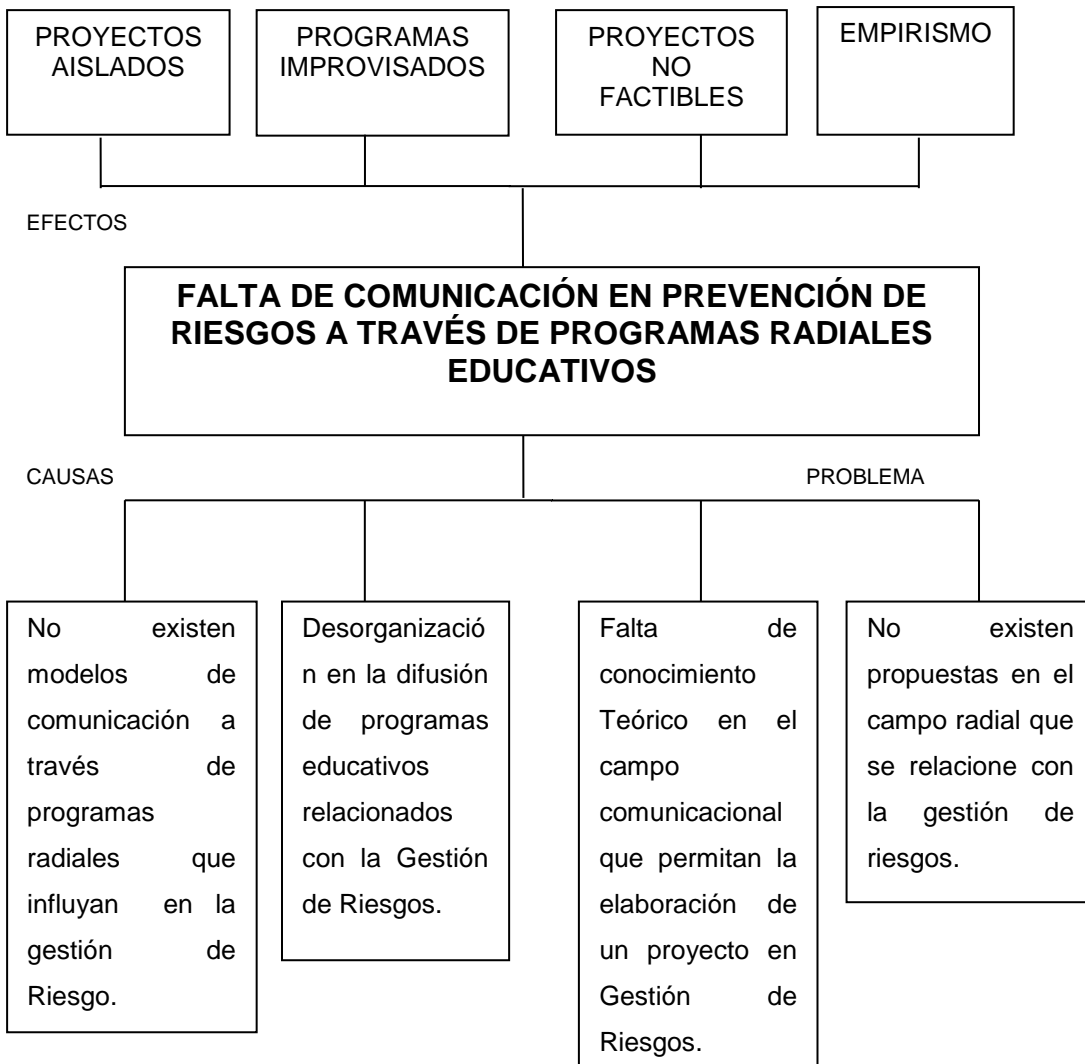 PROYECTOS
AISLADOS
PROGRAMAS
IMPROVISADOS
PROYECTOS
NO
FACTIBLES
EMPIRISMO
EFECTOS
FALTA DE COMUNICACIÓN EN PREVENCIÓN DE
RIESGOS A TRAVÉS DE PROGRAMAS RADIALES
EDUCATIVOS
CAUSAS
PROBLEMA
No existen
modelos de
comunicación a
través de
programas
radiales que
influyan en la
gestión de
Riesgo.
Desorganizació
n en la difusión
de programas
educativos
relacionados
con la Gestión
de Riesgos.
Falta de
conocimiento
Teórico en el
campo
comunicacional
que permitan la
elaboración de
un proyecto en
Gestión de
Riesgos.
No existen
propuestas en el
campo radial que
se relacione con
la gestión de
riesgos.